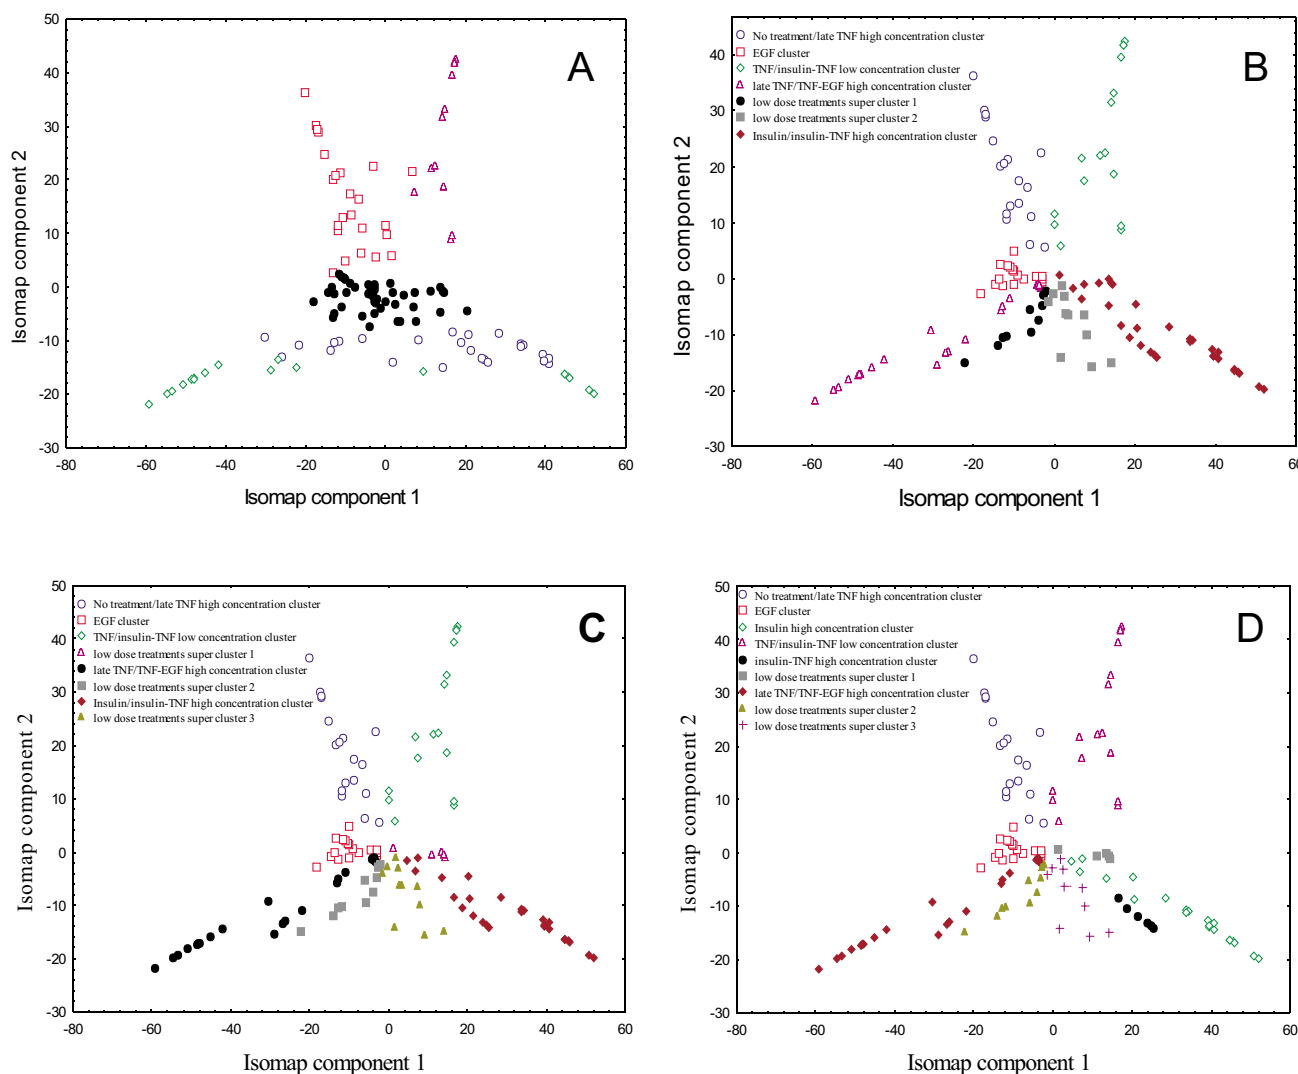 A
50
40
30
20
10
0
-10
-20
-30
-80
-60
-40
-20
0
20
40
60
Isomap component 1
Isomap component 2
B
No treatment/late TNF high concentration cluster
EGF cluster
TNF/insulin-TNF low concentration cluster
late TNF/TNF-EGF high concentration cluster
low dose treatments super cluster 1
low dose treatments super cluster 2
Insulin/insulin-TNF high concentration cluster
40
30
20
10
0
-10
-20
-30
-80
-60
-40
-20
0
20
40
60
Isomap component 1
Isomap component 2
C
No treatment/late TNF high concentration cluster
EGF cluster
TNF/insulin-TNF low concentration cluster
low dose treatments super cluster 1
late TNF/TNF-EGF high concentration cluster
low dose treatments super cluster 2
Insulin/insulin-TNF high concentration cluster
low dose treatments super cluster 3
50
40
30
20
10
0
-10
-20
-30
-80
-60
-40
-20
0
20
40
60
Isomap component 1
Isomap component 2
D
No treatment/late TNF high concentration cluster
EGF cluster
Insulin high concentration cluster
TNF/insulin-TNF low concentration cluster
insulin-TNF high concentration cluster
low dose treatments super cluster 1
late TNF/TNF-EGF high concentration cluster
low dose treatments super cluster 2
low dose treatments super cluster 3
50
40
30
20
10
0
-10
-20
-30
-80
-60
-40
-20
0
20
40
60
Isomap component 1
Isomap component 2